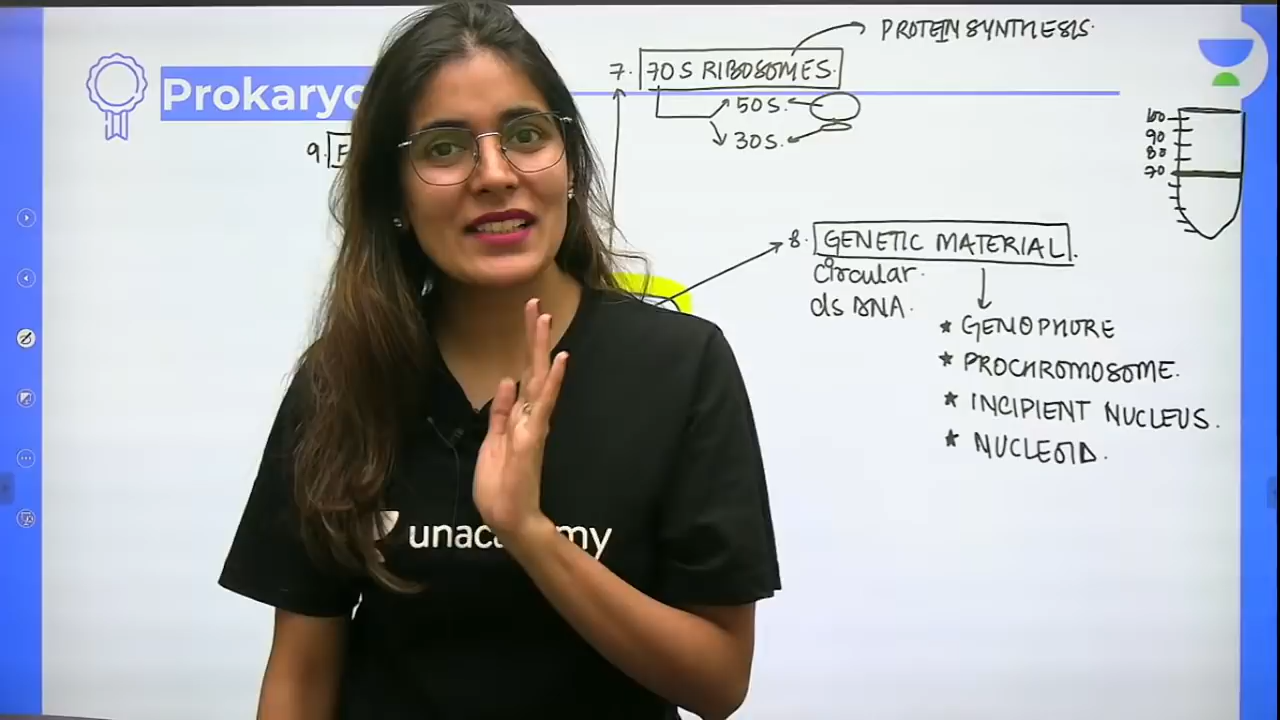 Prokaryo
7. 70S RIBOSOMES.
PROTEIN SYNTHESIS.
50S.
30S.
9. F
100
90
80
70
8. GENETIC MATERIAL.
Circular.
ds DNA.
* GENOPHORE
* PROCHROMOSOME.
* INCIPIENT NUCLEUS.
* NUCLEOID.
unacademy